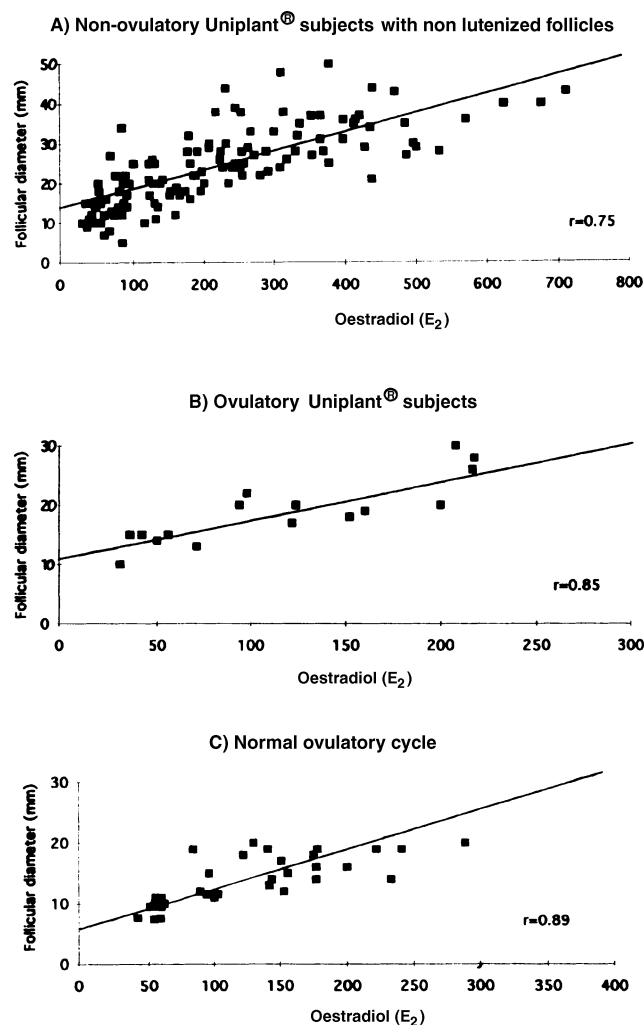 A) Non-ovulatory Uniplant® subjects with non lutenized follicles
Follicular diameter (mm)
50
40
30
20
10
0
r=0.75
0 100 200 300 400 500 600 700 800
Oestradiol (E₂)
B) Ovulatory Uniplant® subjects
Follicular diameter (mm)
30
20
10
0
r=0.85
0 50 100 150 200 250 300
Oestradiol (E₂)
C) Normal ovulatory cycle
Follicular diameter (mm)
30
20
10
0
r=0.89
0 50 100 150 200 250 300 350 400
Oestradiol (E₂)